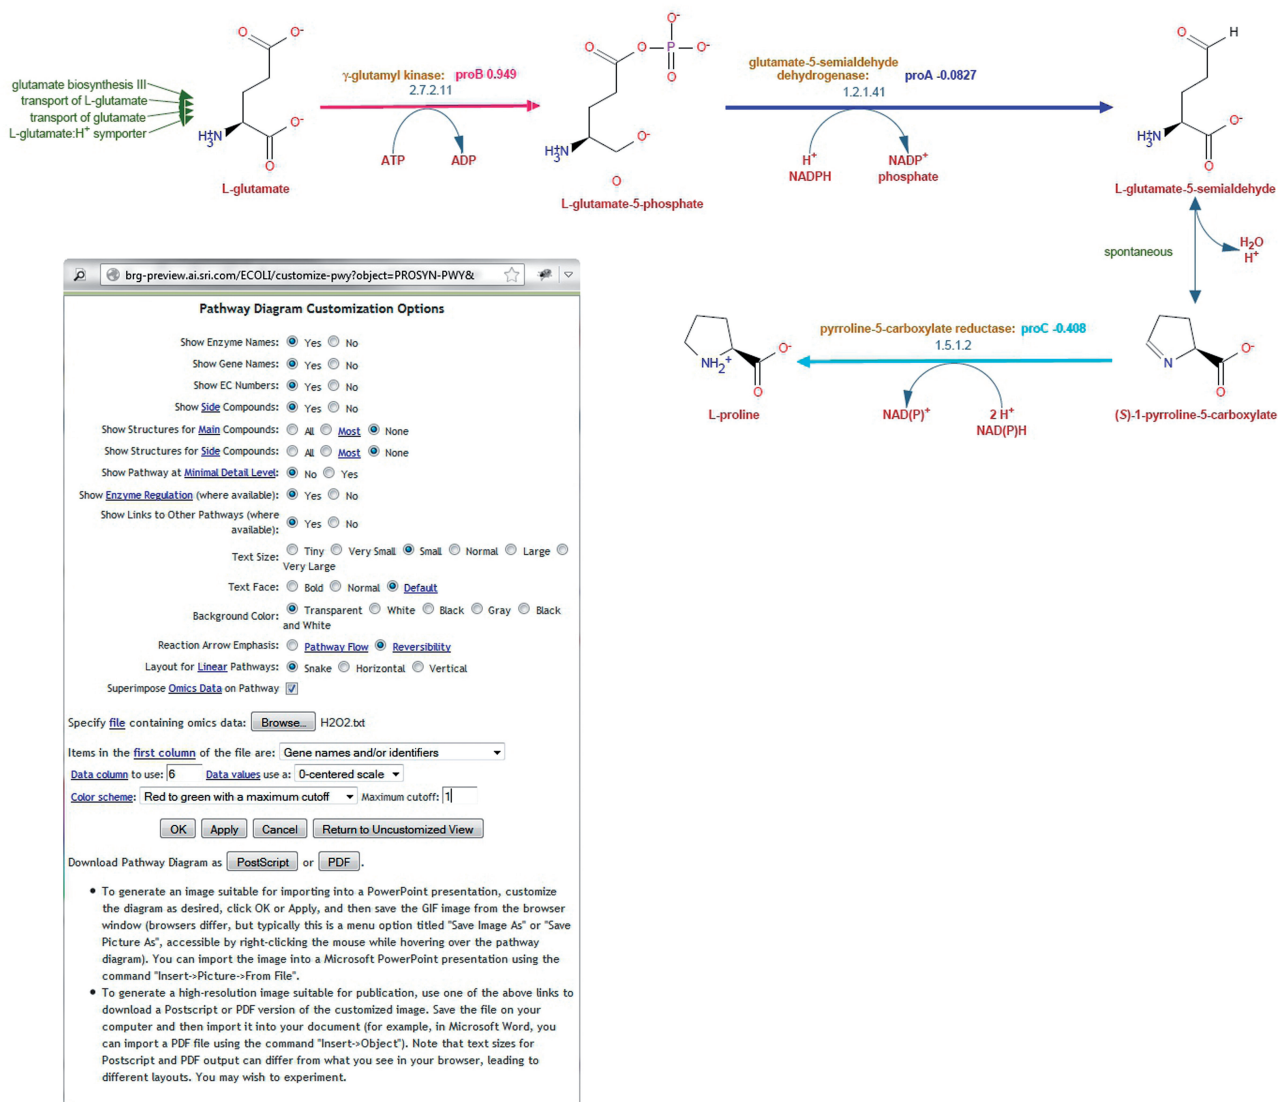 O
O-
O-
H₃N⁺
O
L-glutamate
glutamate biosynthesis III
transport of L-glutamate
transport of glutamate
L-glutamate:H⁺ symporter
γ-glutamyl kinase: proB 0.949
2.7.2.11
ATP
ADP
O-
O
O
P
O-
O
O-
H₃N⁺
O
L-glutamate-5-phosphate
glutamate-5-semialdehyde
dehydrogenase: proA -0.0827
1.2.1.41
H⁺
NADPH
NADP⁺
phosphate
O
H
O-
H₃N⁺
O
L-glutamate-5-semialdehyde
spontaneous
H₂O
H⁺
N
O-
O
(S)-1-pyrroline-5-carboxylate
pyrroline-5-carboxylate reductase: proC -0.408
1.5.1.2
NAD(P)⁺
2 H⁺
NAD(P)H
NH₂⁺
O-
O
L-proline
brg-preview.ai.sri.com/ECOLI/customize-pwy?object=PROSYN-PWY&
Pathway Diagram Customization Options
Show Enzyme Names: Yes No
Show Gene Names: Yes No
Show EC Numbers: Yes No
Show Side Compounds: Yes No
Show Structures for Main Compounds: All Most None
Show Structures for Side Compounds: All Most None
Show Pathway at Minimal Detail Level: No Yes
Show Enzyme Regulation (where available): Yes No
Show Links to Other Pathways (where
available): Yes No
Text Size: Tiny Very Small Small Normal Large
Very Large
Text Face: Bold Normal Default
Background Color: Transparent White Black Gray Black
and White
Reaction Arrow Emphasis: Pathway Flow Reversibility
Layout for Linear Pathways: Snake Horizontal Vertical
Superimpose Omics Data on Pathway
Specify file containing omics data: Browse... H2O2.txt
Items in the first column of the file are: Gene names and/or identifiers
Data column to use: 6 Data values use a: 0-centered scale
Color scheme: Red to green with a maximum cutoff Maximum cutoff: 1
OK Apply Cancel Return to Uncustomized View
Download Pathway Diagram as PostScript or PDF .
• To generate an image suitable for importing into a PowerPoint presentation, customize
the diagram as desired, click OK or Apply, and then save the GIF image from the browser
window (browsers differ, but typically this is a menu option titled "Save Image As" or "Save
Picture As", accessible by right-clicking the mouse while hovering over the pathway
diagram). You can import the image into a Microsoft PowerPoint presentation using the
command "Insert->Picture->From File".
• To generate a high-resolution image suitable for publication, use one of the above links to
download a Postscript or PDF version of the customized image. Save the file on your
computer and then import it into your document (for example, in Microsoft Word, you
can import a PDF file using the command "Insert->Object"). Note that text sizes for
Postscript and PDF output can differ from what you see in your browser, leading to
different layouts. You may wish to experiment.